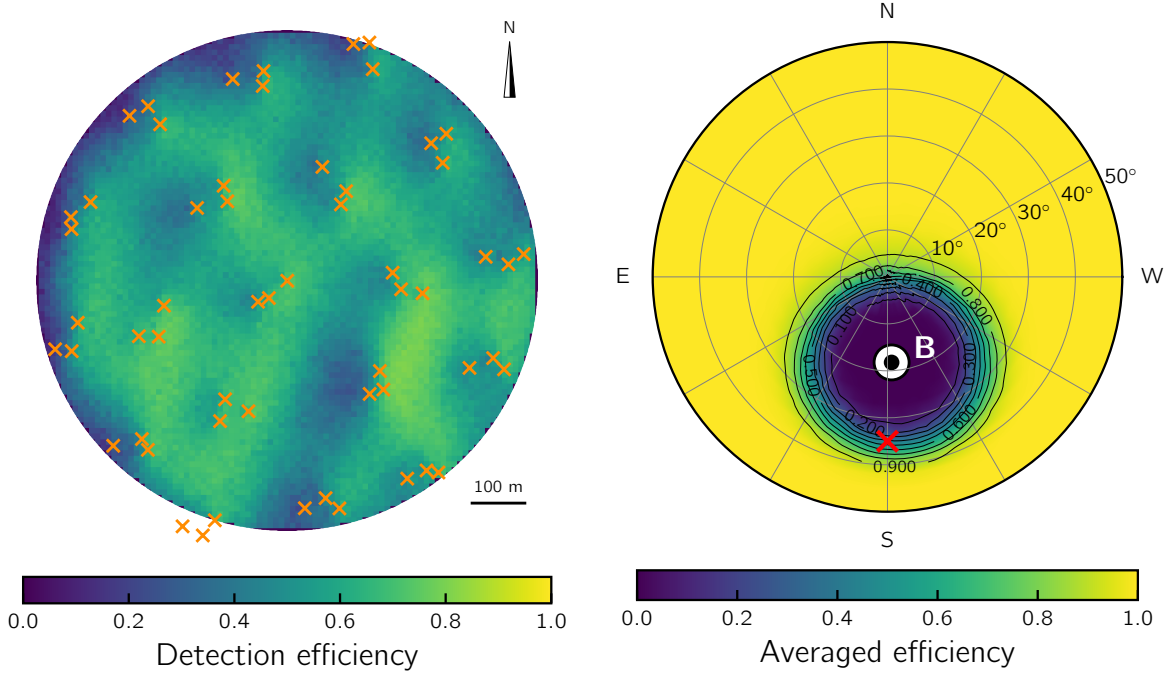 N
100 m
0.0 0.2 0.4 0.6 0.8 1.0
Detection efficiency
N
50°
40°
30°
20°
10°
E
W
0.700
0.400
0.800
0.100
B
0.300
0.500
0.200
0.600
0.900
S
0.0 0.2 0.4 0.6 0.8 1.0
Averaged efficiency